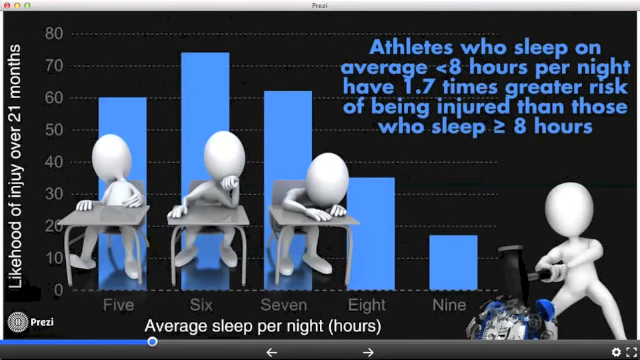 Prezi
Athletes who sleep on
average <8 hours per night
have 1.7 times greater risk
of being injured than those
who sleep ≥ 8 hours
Likehood of injuy over 21 months
80
70
60
50
40
30
20
10
0
Five Six Seven Eight Nine
Average sleep per night (hours)
Prezi